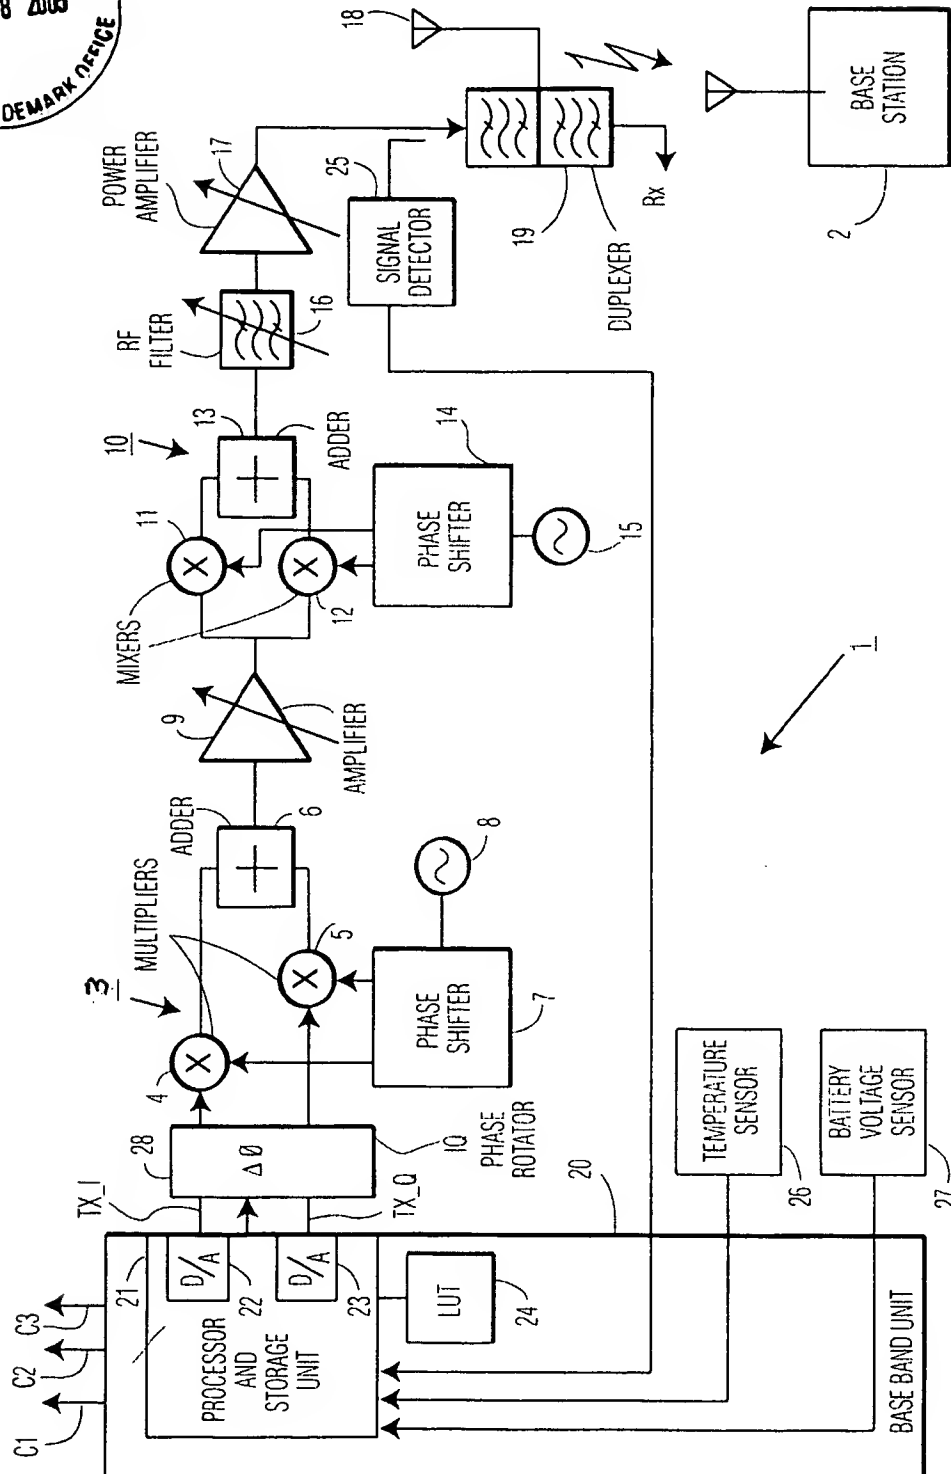 8 2005
DEMARK OFFICE
C1
C2
C3
PROCESSOR
AND
STORAGE
UNIT
21
D/A
22
D/A
23
LUT
24
BASE BAND UNIT
20
TX_I
TX_Q
28
Δ Ø
IQ
PHASE
ROTATOR
3
4
X
MULTIPLIERS
5
X
PHASE
SHIFTER
7
8
ADDER
6
+
9
AMPLIFIER
MIXERS
11
X
12
X
10
13
+
ADDER
PHASE
SHIFTER
14
15
RF
FILTER
16
POWER
AMPLIFIER
17
SIGNAL
DETECTOR
25
18
19
DUPLEXER
Rx
BASE
STATION
2
1
TEMPERATURE
SENSOR
26
BATTERY
VOLTAGE
SENSOR
27